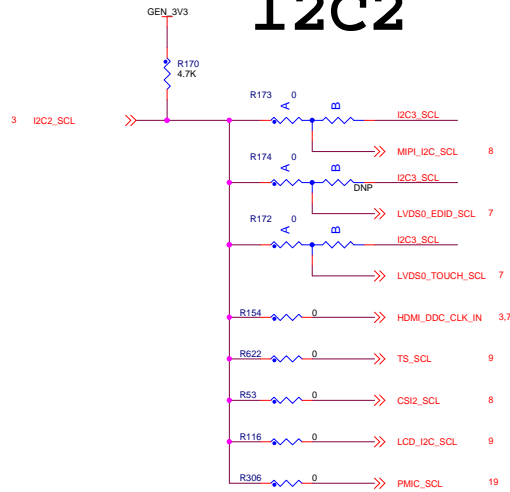 I2C2
GEN_3V3
R170
4.7K
3 I2C2_SCL
R173 0 A B I2C3_SCL
MIPI_I2C_SCL 8
R174 0 A B I2C3_SCL
DNP
LVDS0_EDID_SCL 7
R172 0 A B I2C3_SCL
LVDS0_TOUCH_SCL 7
R154 0 HDMI_DDC_CLK_IN 3,7
R622 0 TS_SCL 9
R53 0 CSI2_SCL 8
R116 0 LCD_I2C_SCL 9
R306 0 PMIC_SCL 19